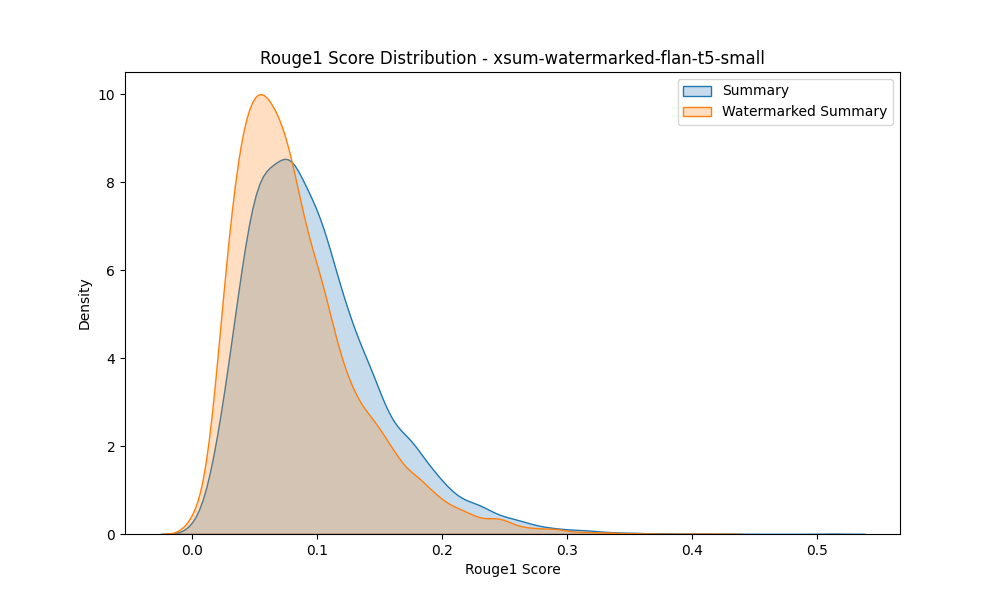 Rouge1 Score Distribution - xsum-watermarked-flan-t5-small
Summary
Watermarked Summary
Density
10
8
6
4
2
0
0.0 0.1 0.2 0.3 0.4 0.5
Rouge1 Score